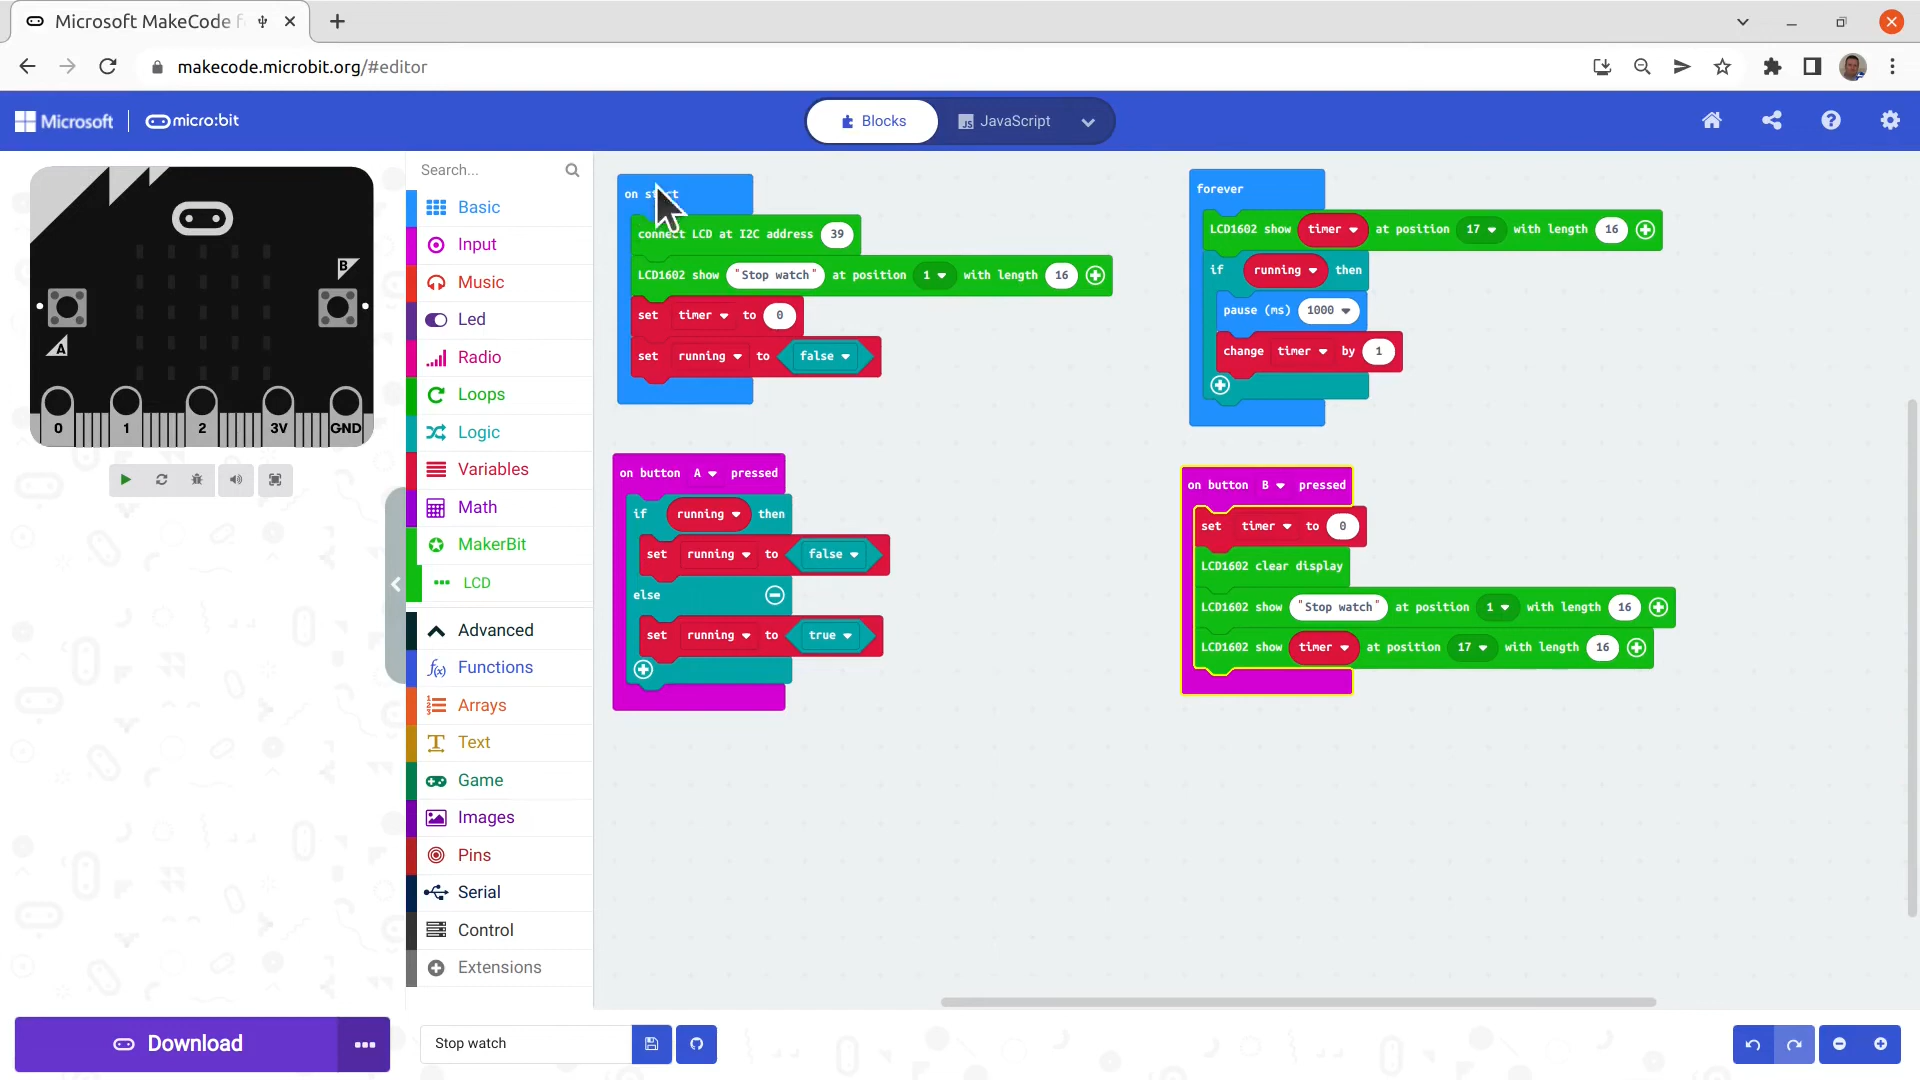 Microsoft MakeCode f
makecode.microbit.org/#editor
Microsoft
micro:bit
Blocks
JavaScript
B
A
0
1
2
3V
GND
Search...
Basic
Input
Music
Led
Radio
Loops
Logic
Variables
Math
MakerBit
LCD
Advanced
Functions
Arrays
Text
Game
Images
Pins
Serial
Control
Extensions
on start
connect LCD at I2C address 39
LCD1602 show "Stop watch" at position 1 with length 16
set timer to 0
set running to false
forever
LCD1602 show timer at position 17 with length 16
if running then
pause (ms) 1000
change timer by 1
on button A pressed
if running then
set running to false
else
set running to true
on button B pressed
set timer to 0
LCD1602 clear display
LCD1602 show "Stop watch" at position 1 with length 16
LCD1602 show timer at position 17 with length 16
Download
Stop watch